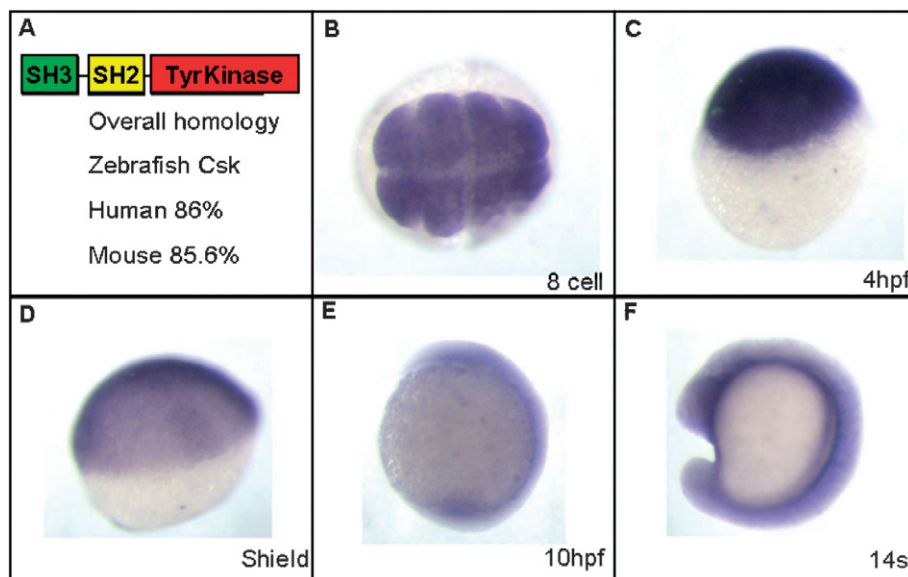 A
SH3 SH2 TyrKinase
Overall homology
Zebrafish Csk
Human 86%
Mouse 85.6%
B
8 cell
C
4hpf
D
Shield
E
10hpf
F
14s